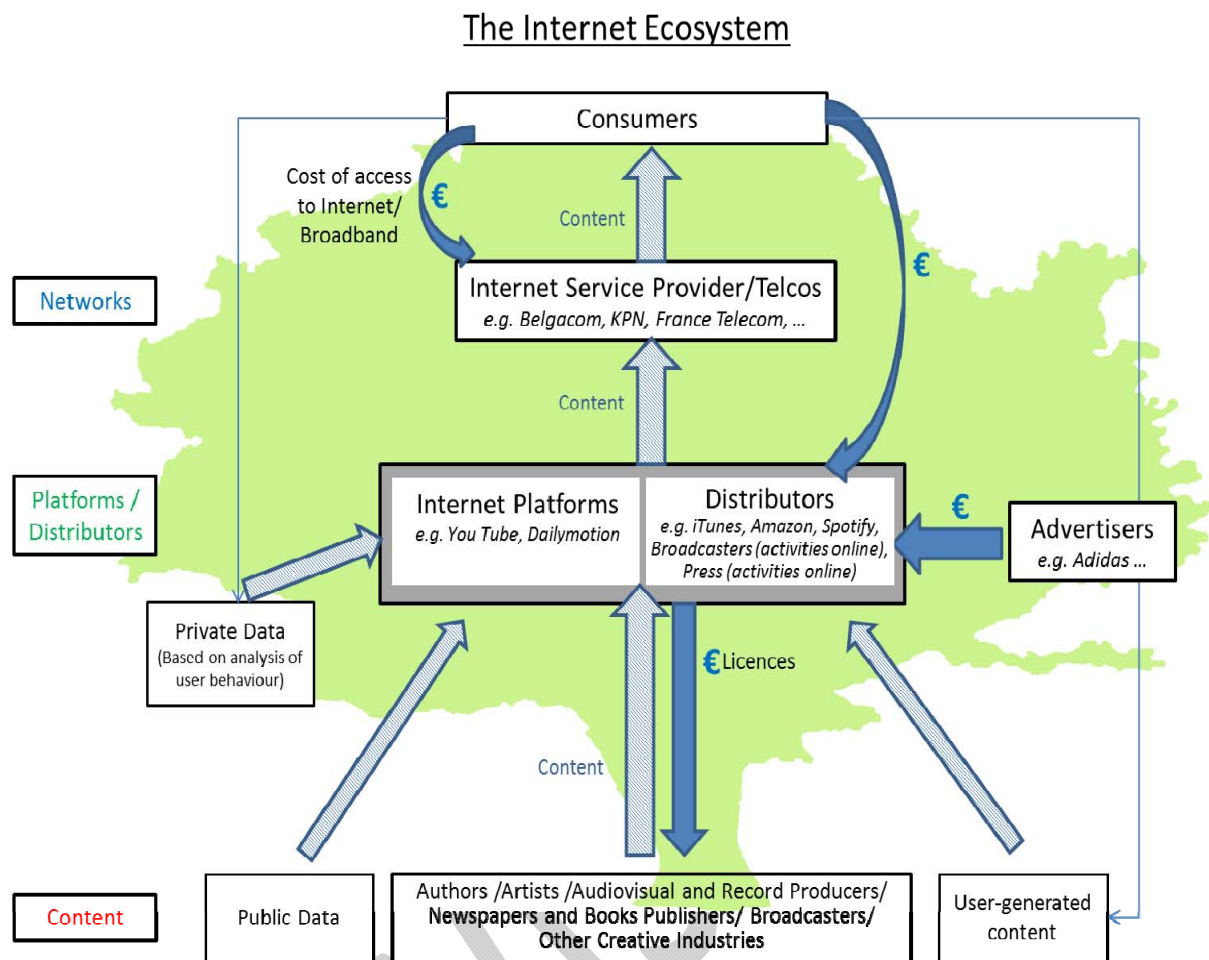 The Internet Ecosystem
Consumers
Cost of access
to Internet/
Broadband
€
Content
€
Networks
Internet Service Provider/Telcos
e.g. Belgacom, KPN, France Telecom, ...
Content
Platforms /
Distributors
Internet Platforms
e.g. You Tube, Dailymotion
Distributors
e.g. iTunes, Amazon, Spotify,
Broadcasters (activities online),
Press (activities online)
€
Advertisers
e.g. Adidas ...
Private Data
(Based on analysis of
user behaviour)
€ Licences
Content
Content
Public Data
Authors /Artists /Audiovisual and Record Producers/
Newspapers and Books Publishers/ Broadcasters/
Other Creative Industries
User-generated
content